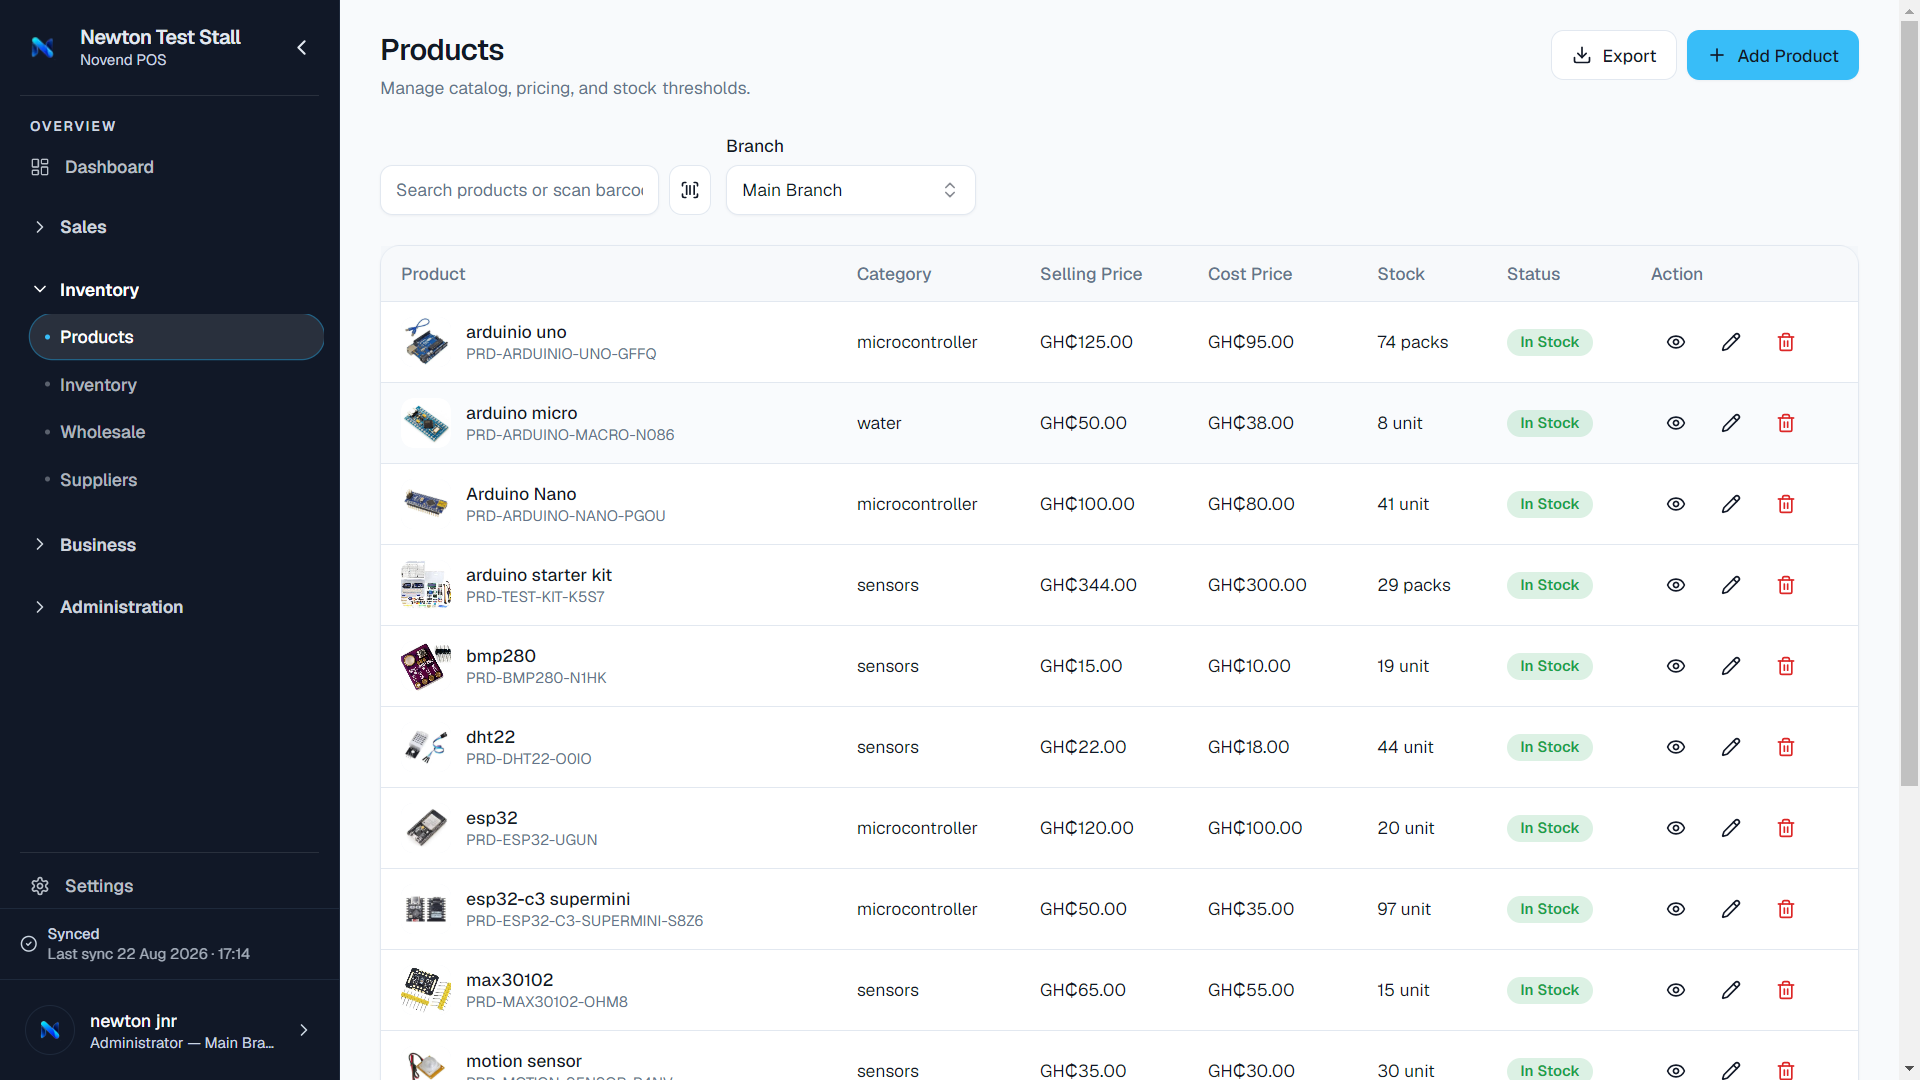 Newton Test Stall
Novend POS
OVERVIEW
Dashboard
Sales
Inventory
Products
Inventory
Wholesale
Suppliers
Business
Administration
Settings
Synced
Last sync 22 Aug 2026 · 17:14
newton jnr
Administrator — Main Bra...
Products
Manage catalog, pricing, and stock thresholds.
Export
Add Product
Branch
Search products or scan barco
Main Branch
Product Category Selling Price Cost Price Stock Status Action
arduinio uno
PRD-ARDUINIO-UNO-GFFQ
microcontroller GH₵125.00 GH₵95.00 74 packs In Stock
arduino micro
PRD-ARDUINO-MACRO-N086
water GH₵50.00 GH₵38.00 8 unit In Stock
Arduino Nano
PRD-ARDUINO-NANO-PGOU
microcontroller GH₵100.00 GH₵80.00 41 unit In Stock
arduino starter kit
PRD-TEST-KIT-K5S7
sensors GH₵344.00 GH₵300.00 29 packs In Stock
bmp280
PRD-BMP280-N1HK
sensors GH₵15.00 GH₵10.00 19 unit In Stock
dht22
PRD-DHT22-O0IO
sensors GH₵22.00 GH₵18.00 44 unit In Stock
esp32
PRD-ESP32-UGUN
microcontroller GH₵120.00 GH₵100.00 20 unit In Stock
esp32-c3 supermini
PRD-ESP32-C3-SUPERMINI-S8Z6
microcontroller GH₵50.00 GH₵35.00 97 unit In Stock
max30102
PRD-MAX30102-OHM8
sensors GH₵65.00 GH₵55.00 15 unit In Stock
motion sensor
sensors GH₵35.00 GH₵30.00 30 unit In Stock